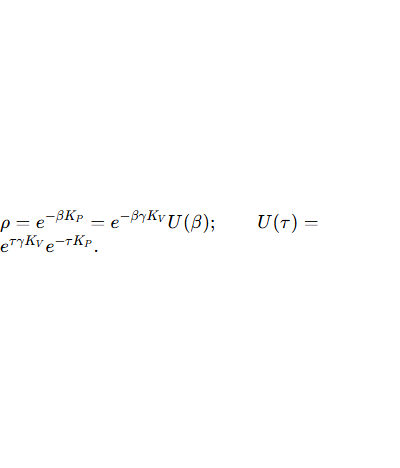 ρ = e^{−βK_P} = e^{−βγK_V}U(β);  U(τ) =
e^{τγK_V}e^{−τK_P}.